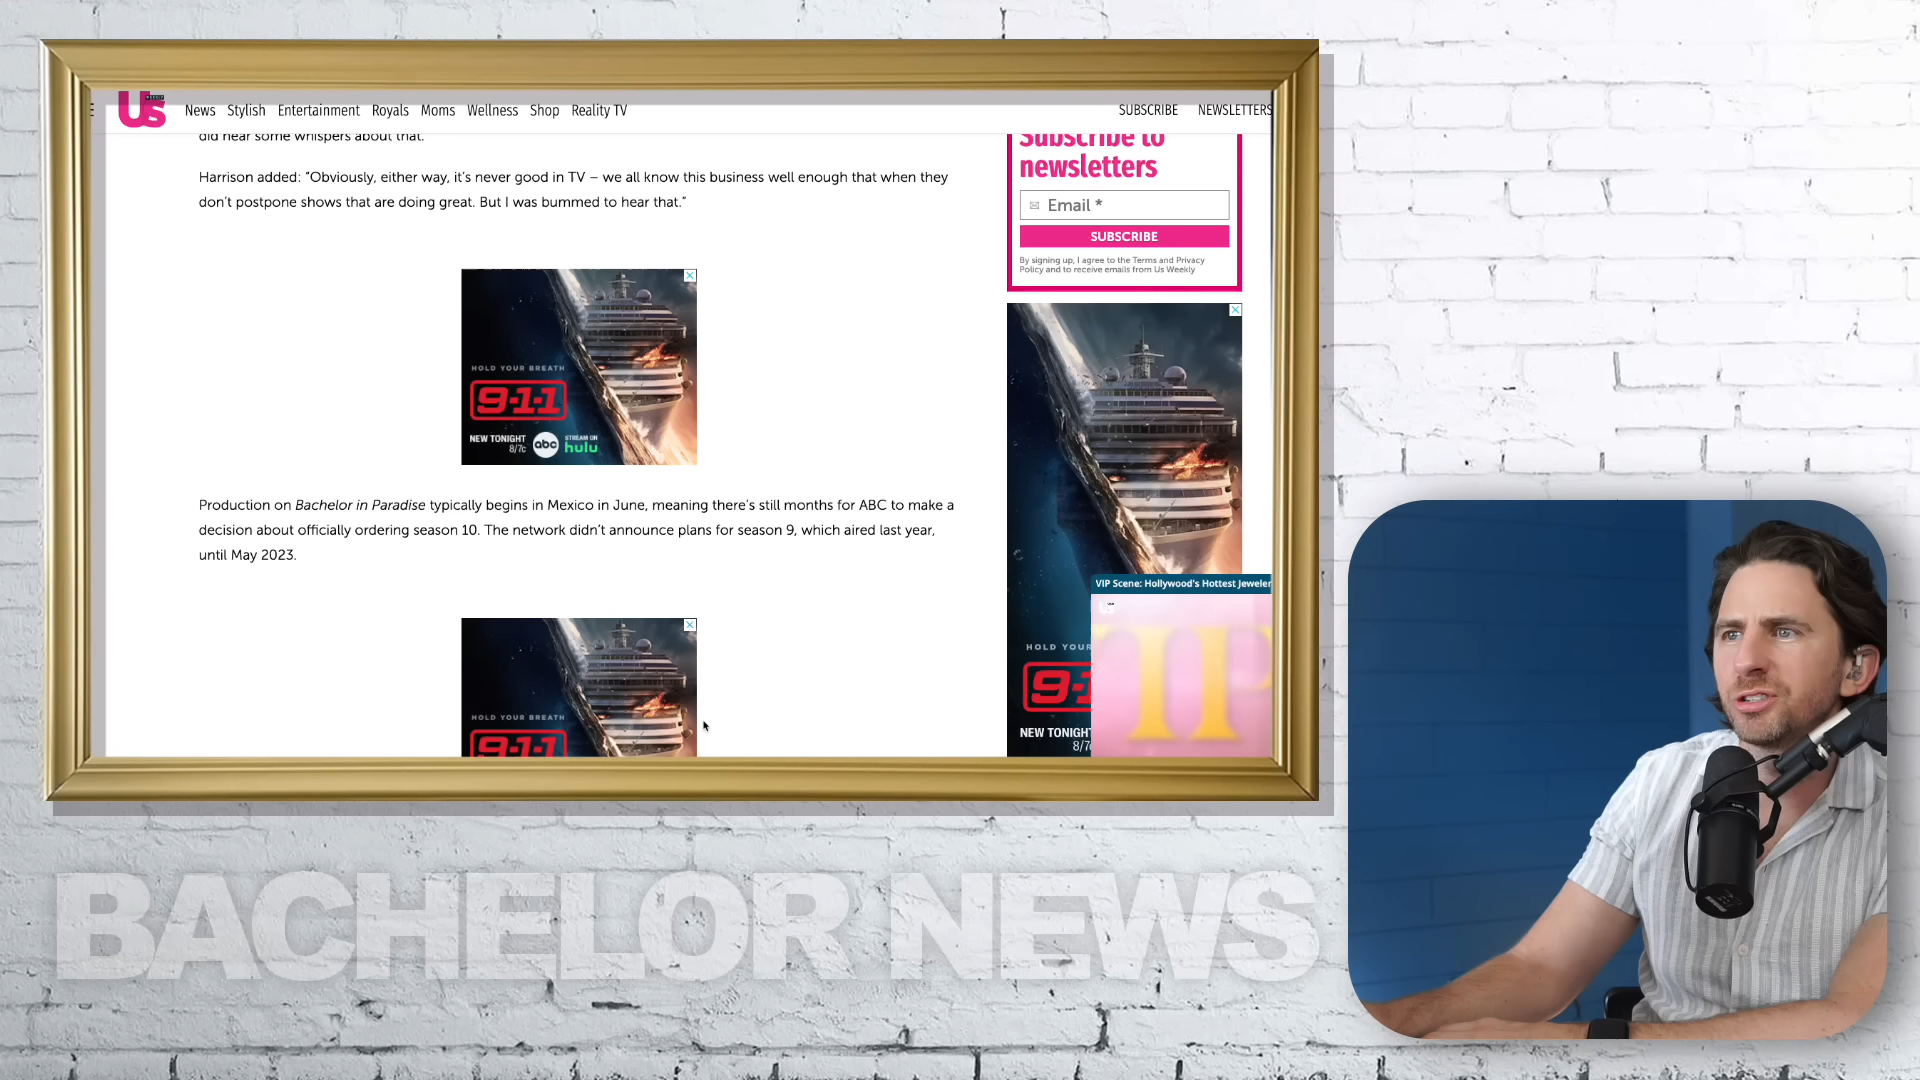 Us
WEEKLY
News Stylish Entertainment Royals Moms Wellness Shop Reality TV
SUBSCRIBE NEWSLETTERS
did hear some whispers about that.
Harrison added: “Obviously, either way, it’s never good in TV – we all know this business well enough that when they
don’t postpone shows that are doing great. But I was bummed to hear that.”
HOLD YOUR BREATH
9-1-1
NEW TONIGHT
8/7c
abc
STREAM ON
hulu
Production on Bachelor in Paradise typically begins in Mexico in June, meaning there’s still months for ABC to make a
decision about officially ordering season 10. The network didn’t announce plans for season 9, which aired last year,
until May 2023.
HOLD YOUR BREATH
9-1-1
Subscribe to
newsletters
Email *
SUBSCRIBE
By signing up, I agree to the Terms and Privacy
Policy and to receive emails from Us Weekly
HOLD YOUR
9-1
NEW TONIGHT
8/7c
VIP Scene: Hollywood's Hottest Jeweler
Us
BACHELOR NEWS